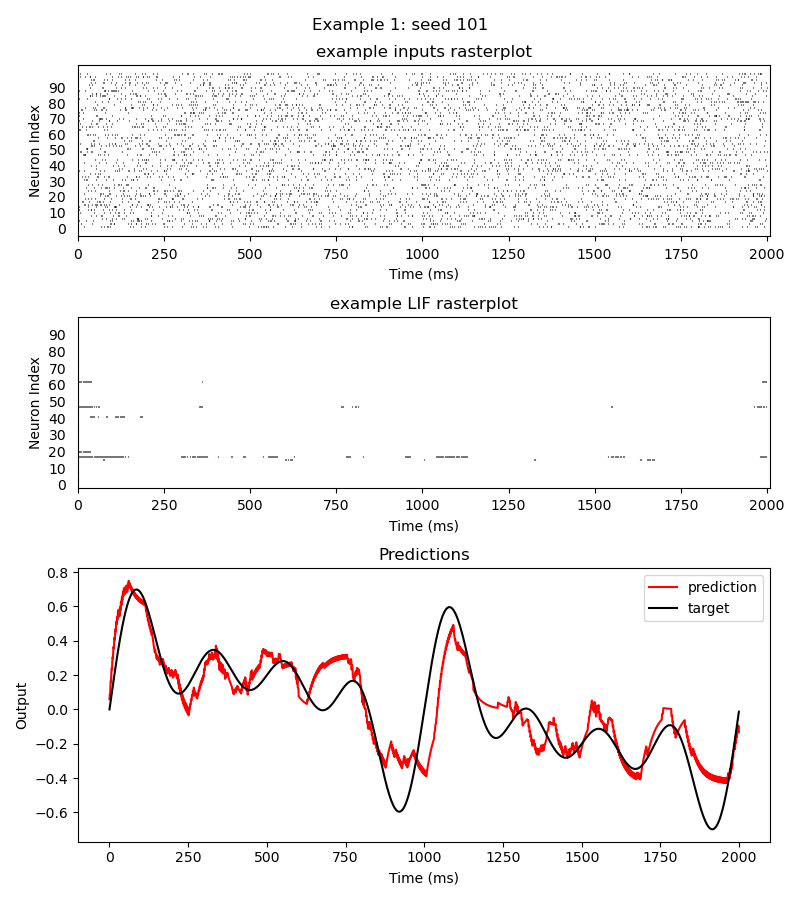 Example 1: seed 101
example inputs rasterplot
Neuron Index
90
80
70
60
50
40
30
20
10
0
0 250 500 750 1000 1250 1500 1750 2000
Time (ms)
example LIF rasterplot
Neuron Index
90
80
70
60
50
40
30
20
10
0
0 250 500 750 1000 1250 1500 1750 2000
Time (ms)
Predictions
Output
0.8
0.6
0.4
0.2
0.0
−0.2
−0.4
−0.6
prediction
target
0 250 500 750 1000 1250 1500 1750 2000
Time (ms)